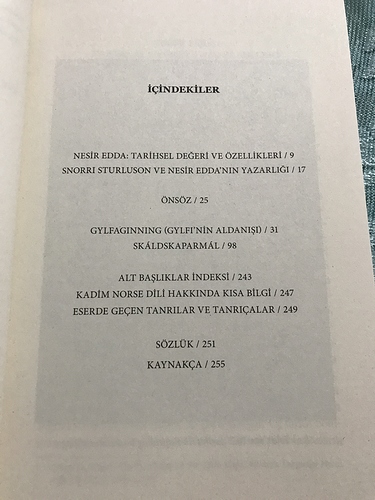 İÇİNDEKİLER
NESİR EDDA: TARİHSEL DEĞERİ VE ÖZELLİKLERİ / 9
SNORRI STURLUSON VE NESİR EDDA'NIN YAZARLIĞI / 17
ÖNSÖZ / 25
GYLFAGINNING (GYLFI'NİN ALDANIŞI) / 31
SKÁLDSKAPARMÁL / 98
ALT BAŞLIKLAR İNDEKSİ / 243
KADİM NORSE DİLİ HAKKINDA KISA BİLGİ / 247
ESERDE GEÇEN TANRILAR VE TANRIÇALAR / 249
SÖZLÜK / 251
KAYNAKÇA / 255